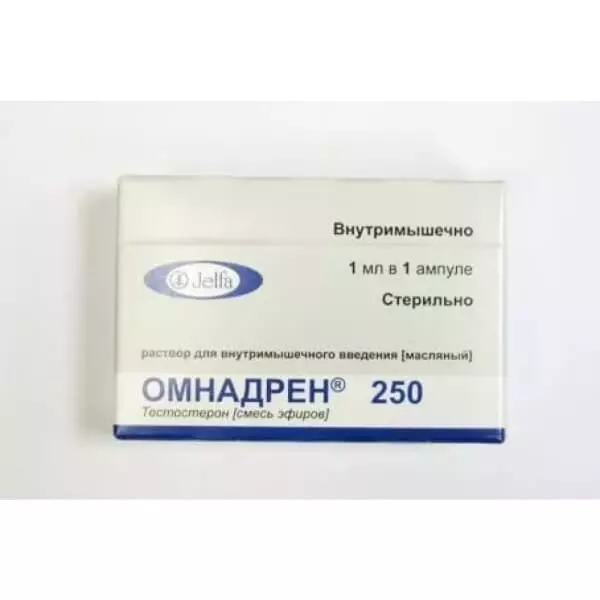 Внутримышечно
1 мл в 1 ампуле
Jelfa
Стерильно
раствор для внутримышечного введения [масляный]
ОМНАДРЕН® 250
Тестостерон [смесь эфиров]